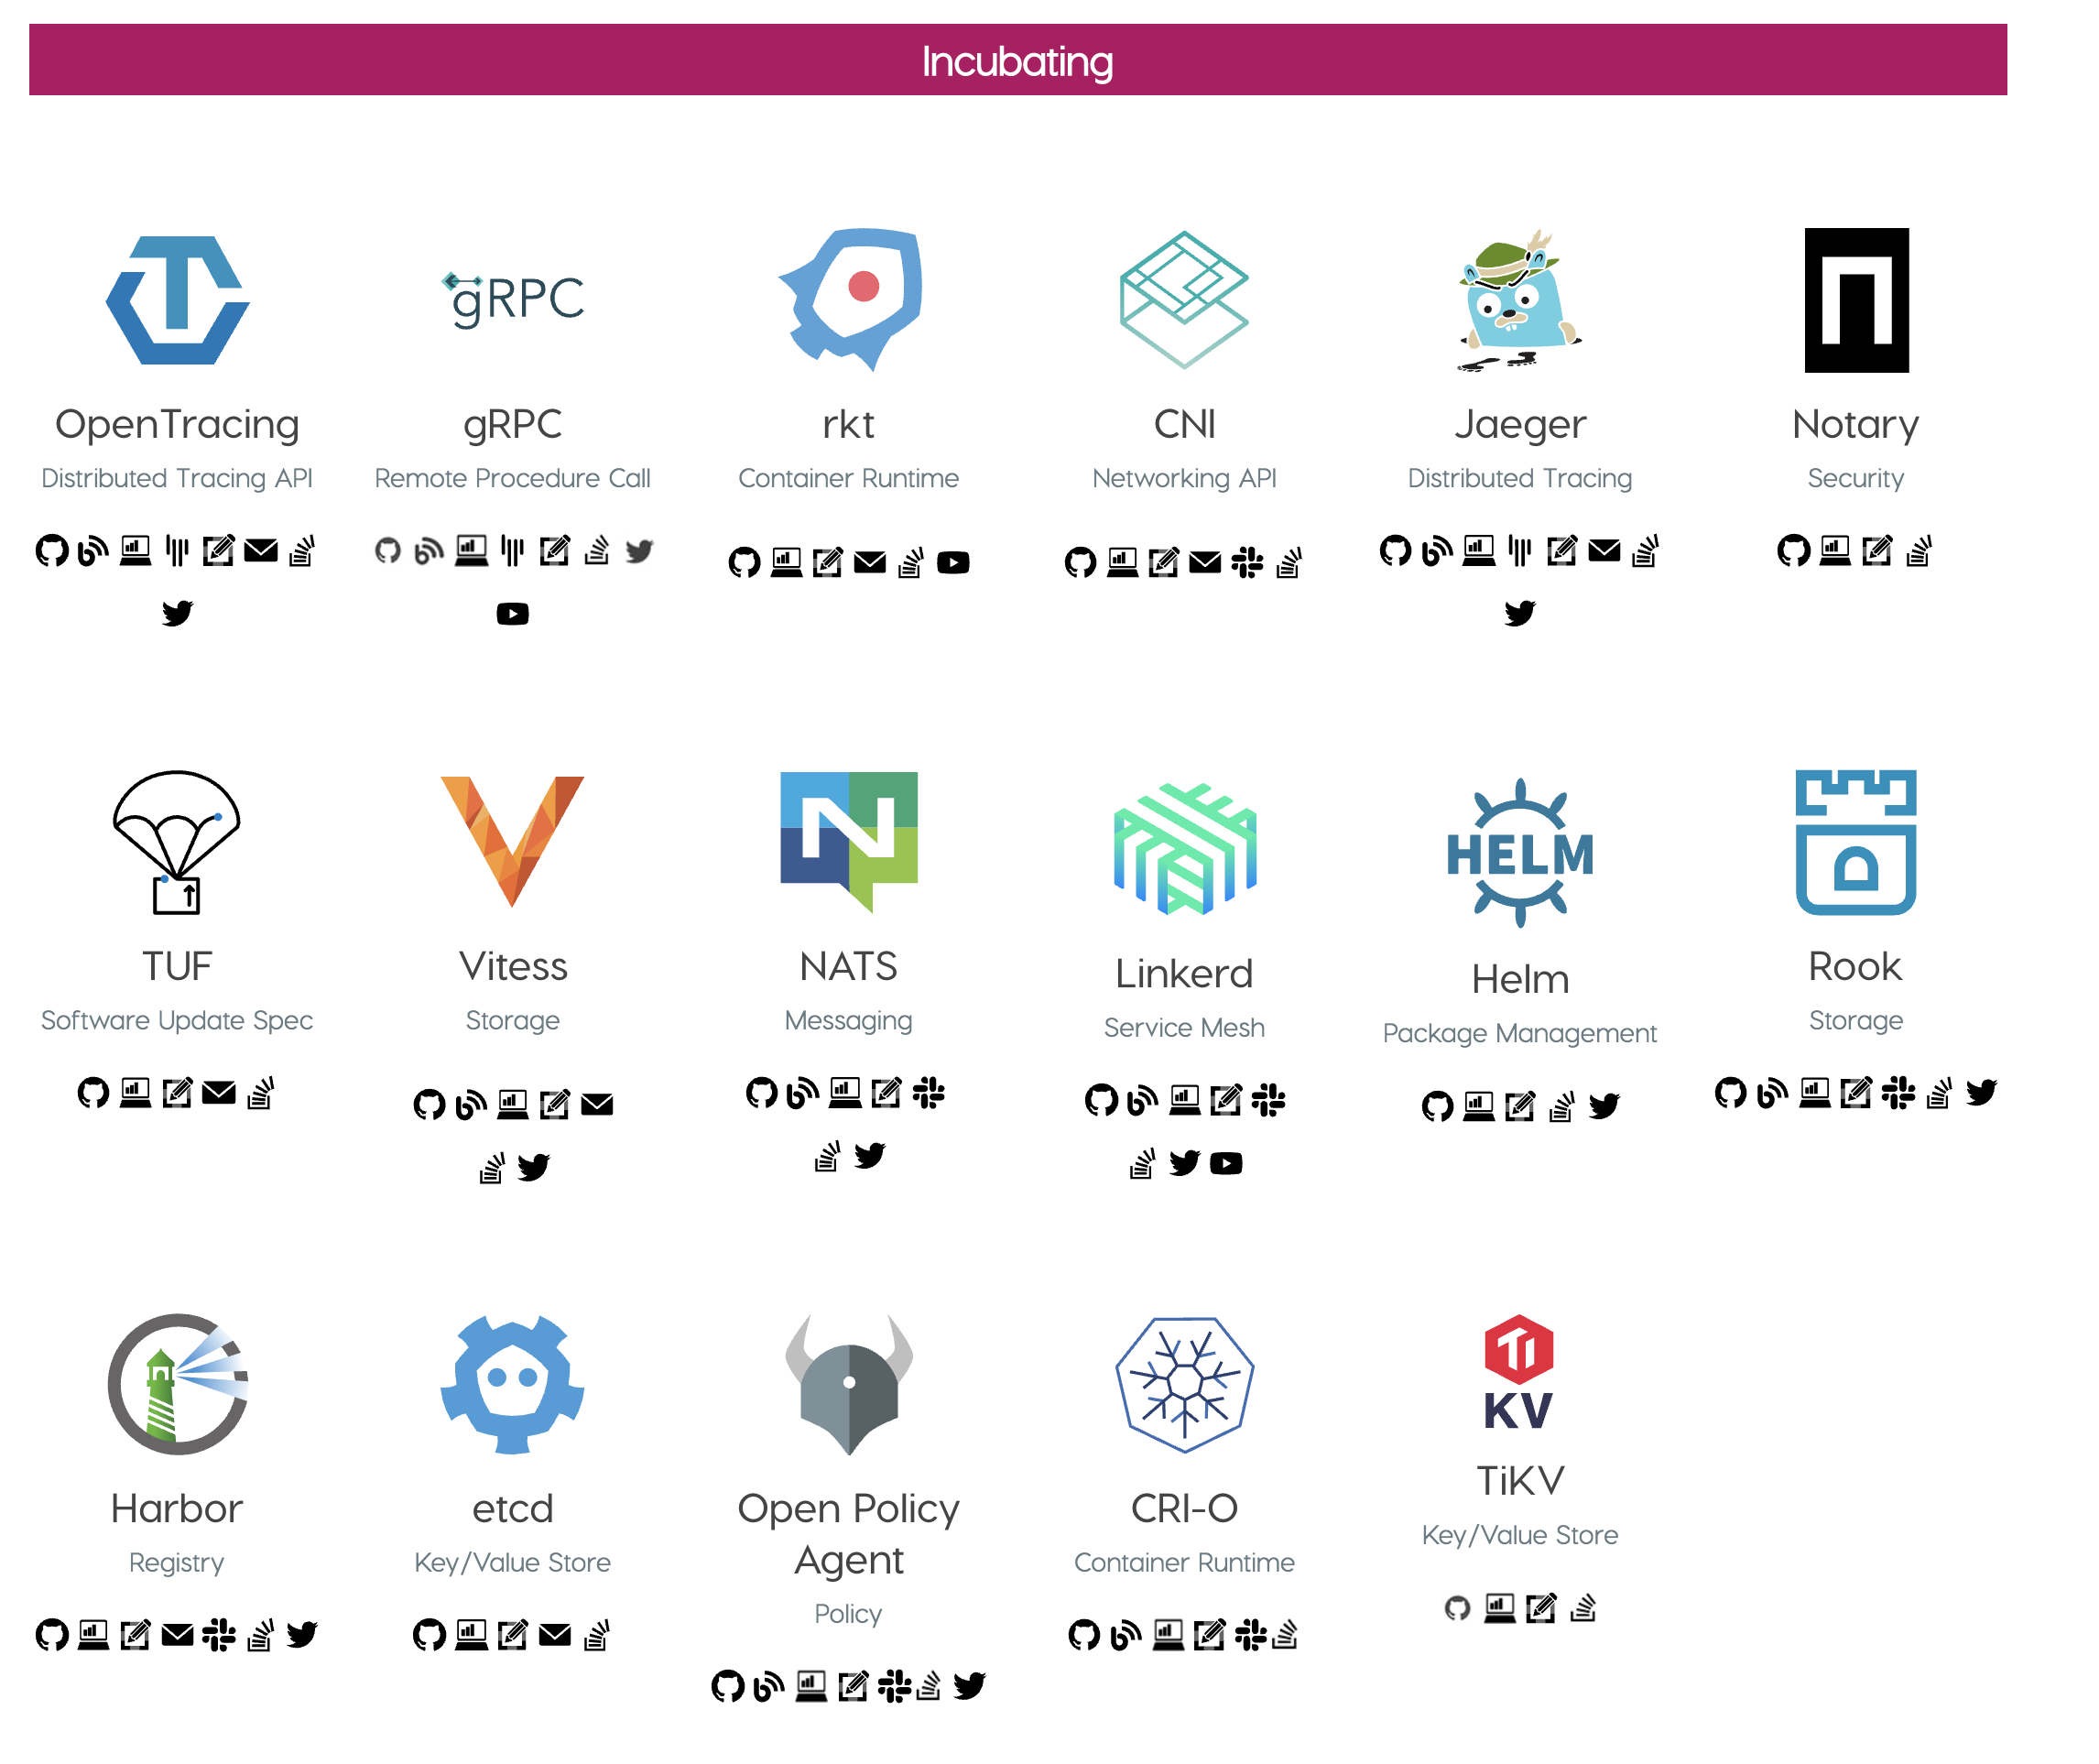 Incubating
gRPC
OpenTracing
gRPC
rkt
CNI
Jaeger
Notary
Distributed Tracing API
Remote Procedure Call
Container Runtime
Networking API
Distributed Tracing
Security
N
HELM
TUF
Vitess
NATS
Linkerd
Helm
Rook
Software Update Spec
Storage
Messaging
Service Mesh
Package Management
Storage
Ti
KV
Harbor
etcd
Open Policy
Agent
CRI-O
TiKV
Registry
Key/Value Store
Policy
Container Runtime
Key/Value Store